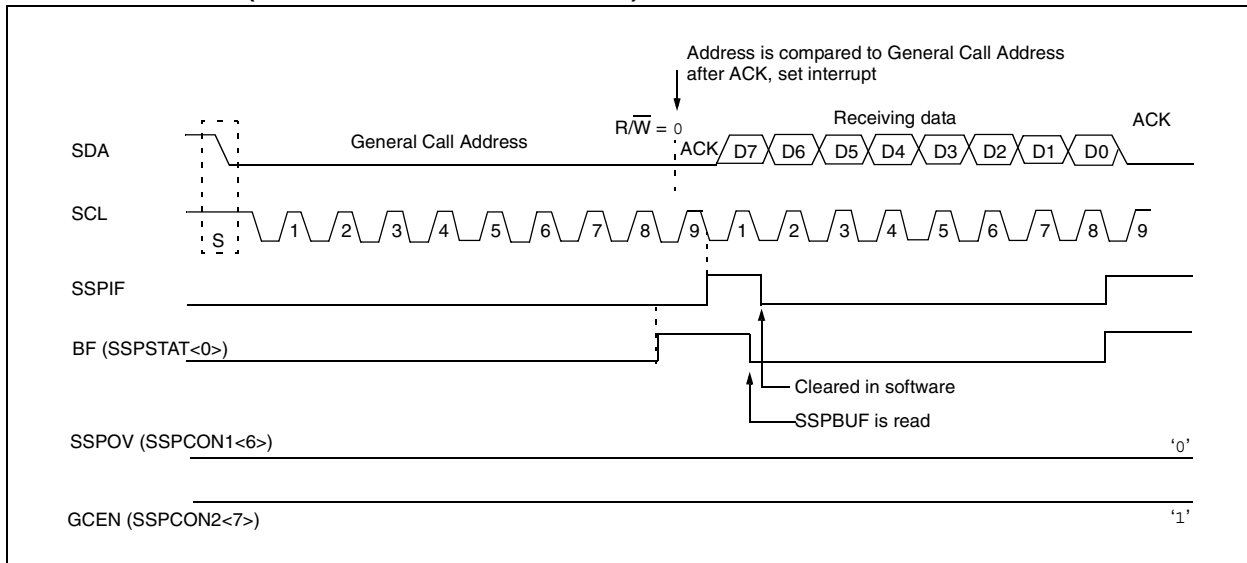 Address is compared to General Call Address
after ACK, set interrupt
R/W = 0
Receiving data
ACK
General Call Address
SDA
ACK
D7 D6 D5 D4 D3 D2 D1 D0
SCL
S
1 2 3 4 5 6 7 8 9 1 2 3 4 5 6 7 8 9
SSPIF
BF (SSPSTAT<0>)
Cleared in software
SSPBUF is read
SSPOV (SSPCON1<6>)
‘0’
GCEN (SSPCON2<7>)
‘1’